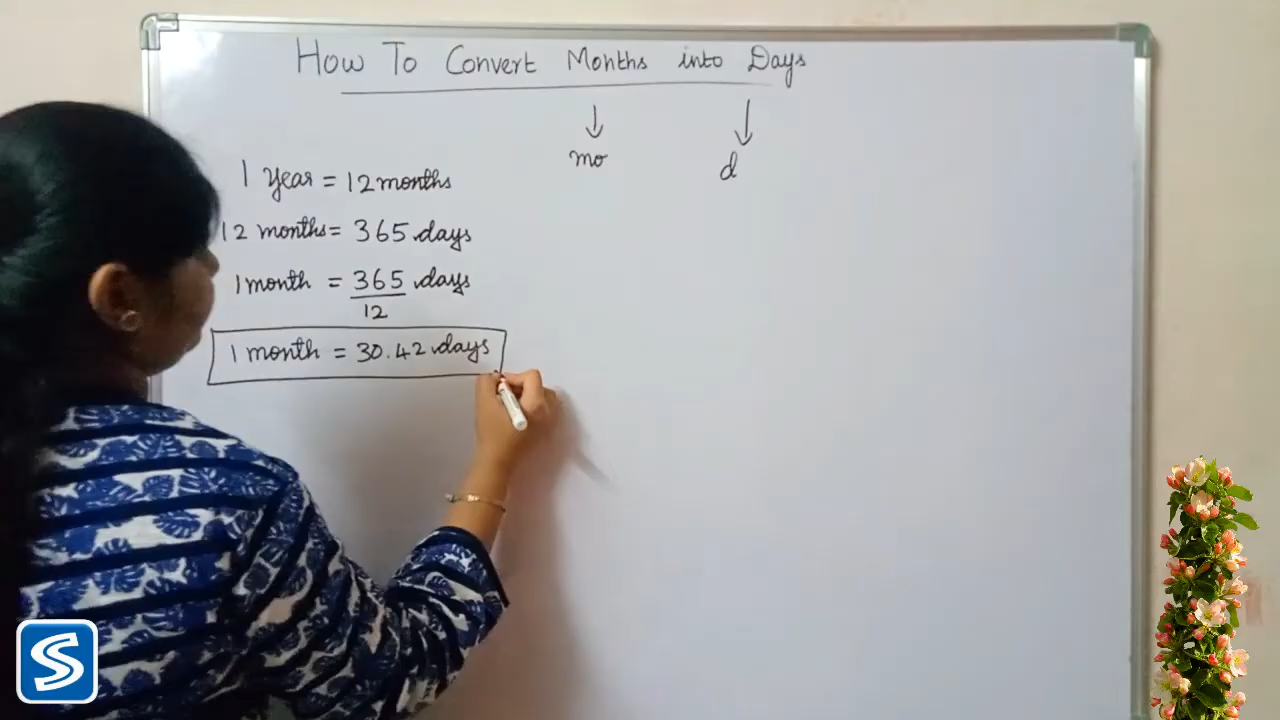 How To Convert Months into Days
mo d
1 year = 12 months
12 months = 365 days
1 month = 365 days
12
1 month = 30.42 days
S